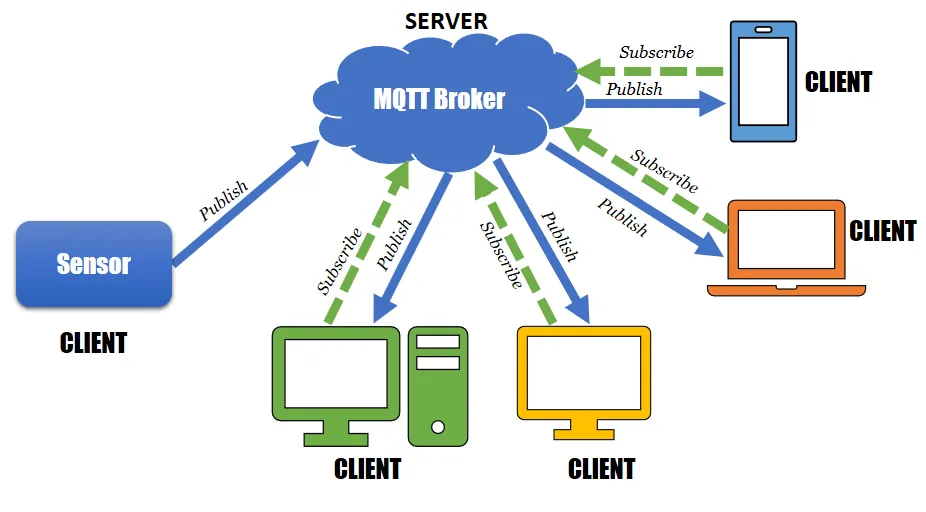 SERVER
MQTT Broker
Subscribe
Publish
CLIENT
Subscribe
Publish
CLIENT
Publish
Sensor
CLIENT
Subscribe
Publish
CLIENT
Subscribe
Publish
CLIENT